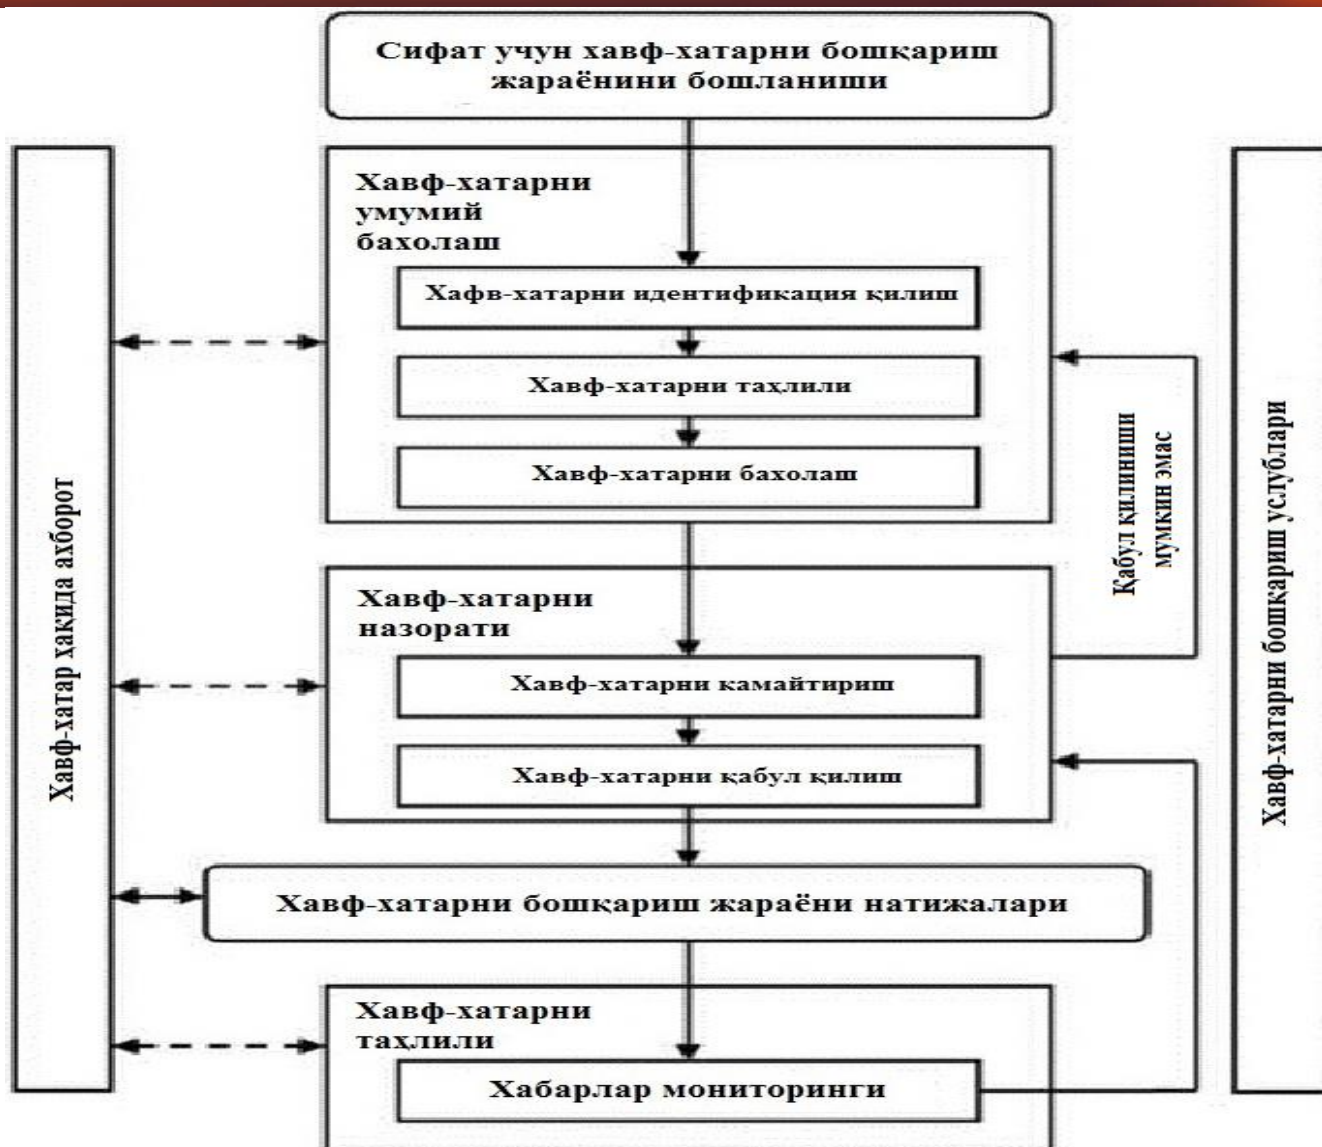 Сифат учун хавф-хатарни бошқариш
жараёнини бошланиши
Хавф-хатарни
умумий
бахолаш
Хафв-хатарни идентификация қилиш
Хавф-хатарни таҳлили
Хавф-хатарни бахолаш
Хавф-хатарни
назорати
Хавф-хатарни камайтириш
Хавф-хатарни қабул қилиш
Хавф-хатарни бошқариш жараёни натижалари
Хавф-хатарни
таҳлили
Хабарлар мониторинги
Хавф-хатар ҳақида ахборот
Қабул қилиниши
мумкин эмас
Хавф-хатарни бошқариш услублари